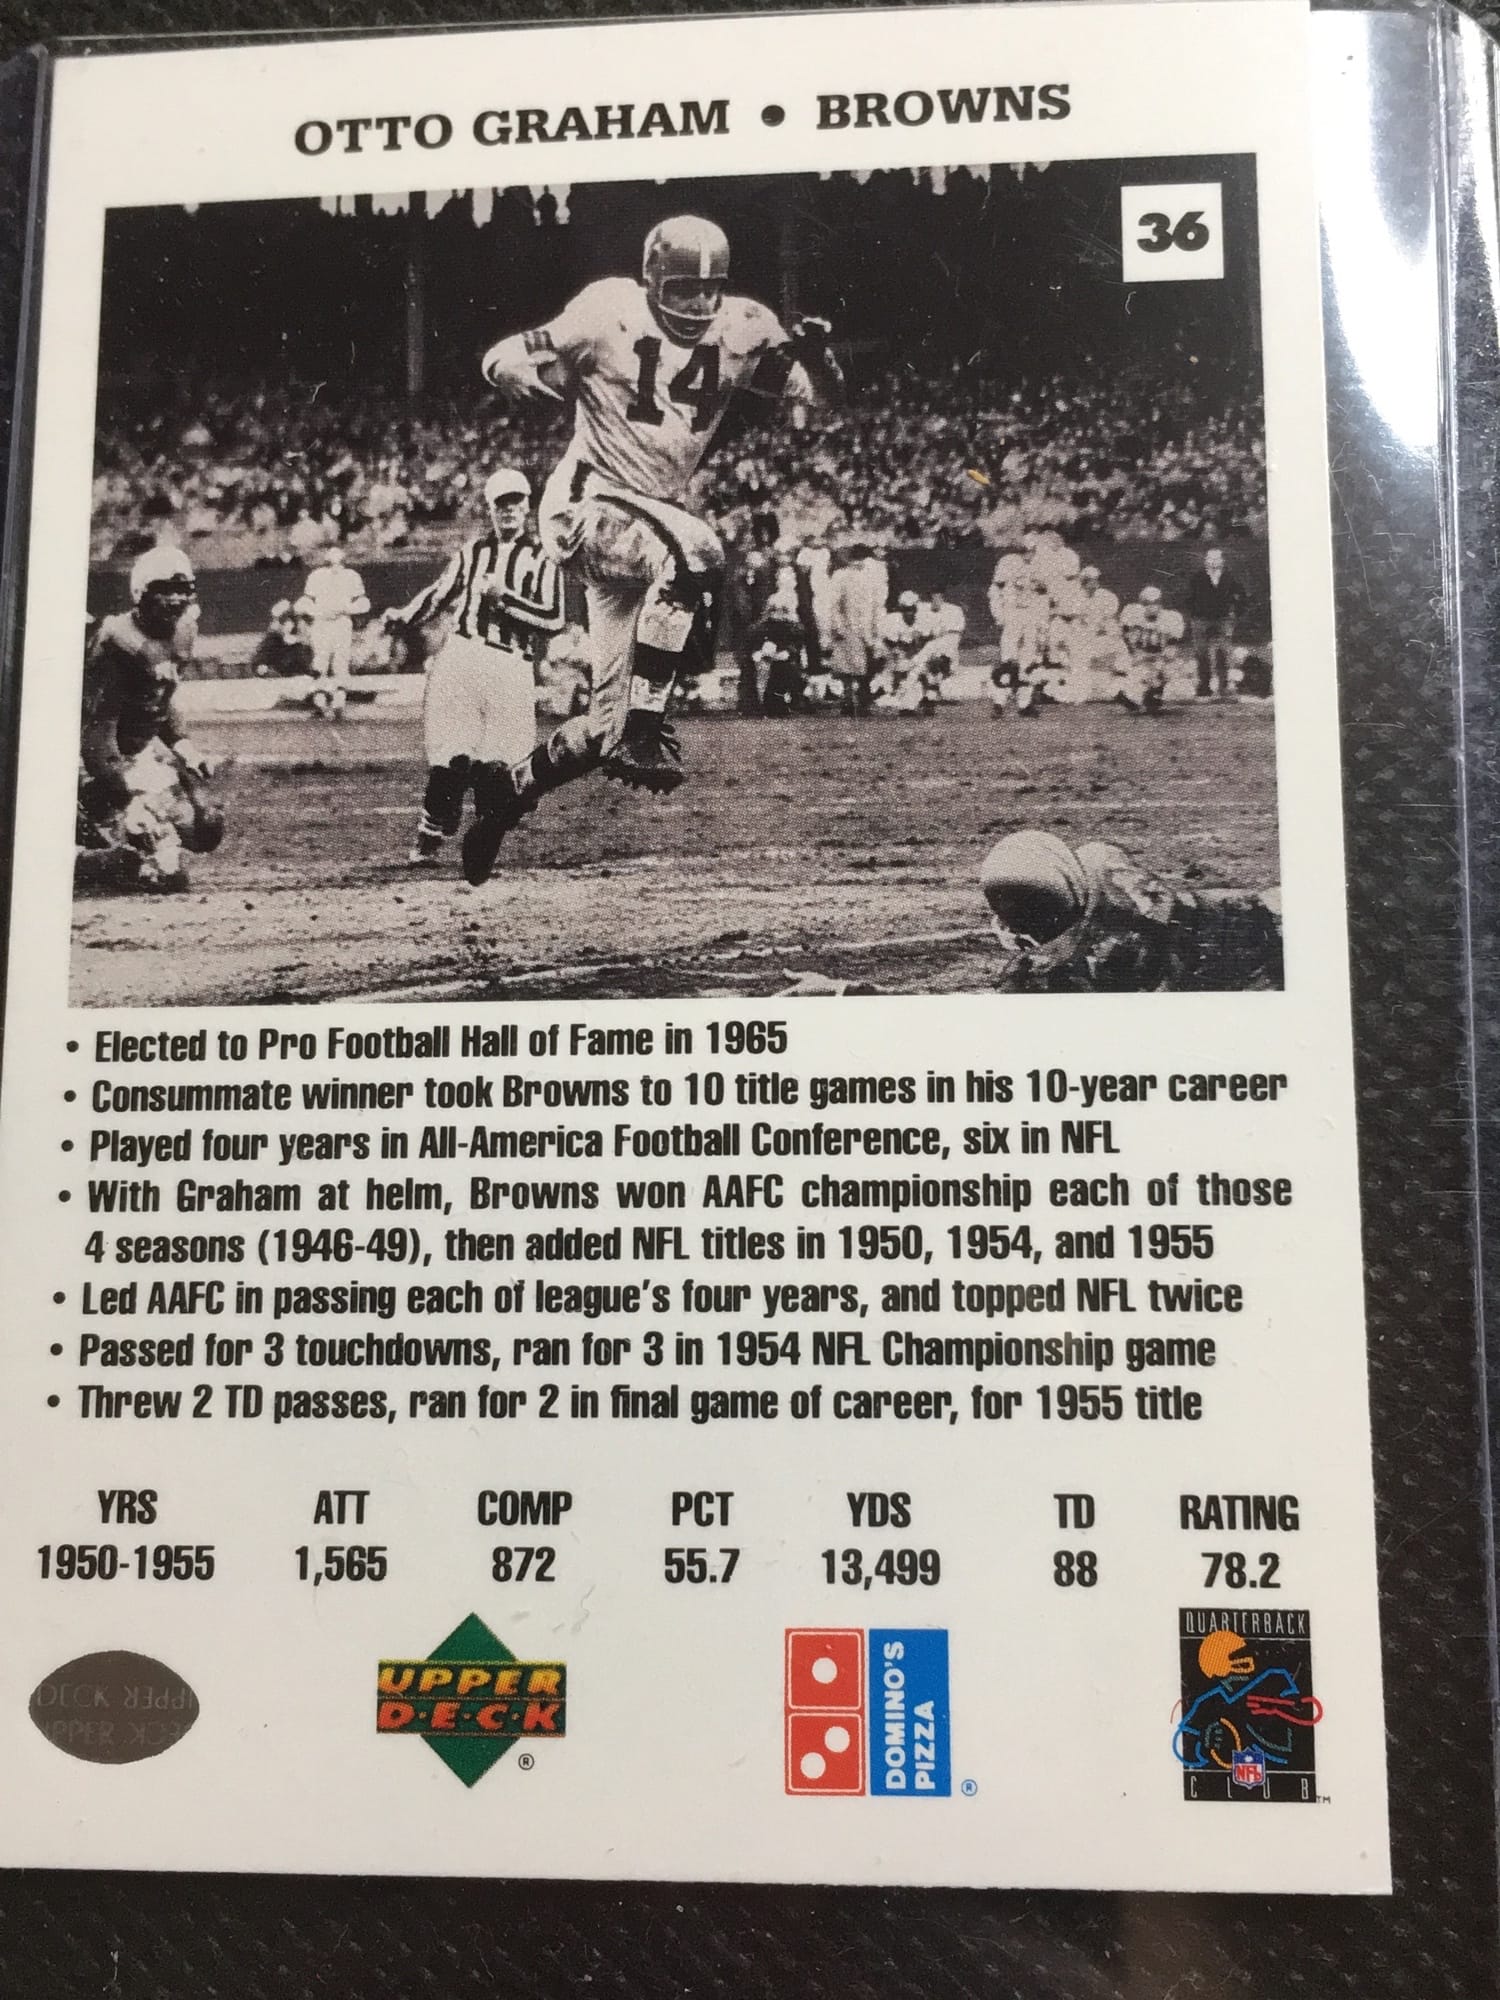 OTTO GRAHAM • BROWNS
36
14
• Elected to Pro Football Hall of Fame in 1965
• Consummate winner took Browns to 10 title games in his 10-year career
• Played four years in All-America Football Conference, six in NFL
• With Graham at helm, Browns won AAFC championship each of those
4 seasons (1946-49), then added NFL titles in 1950, 1954, and 1955
• Led AAFC in passing each of league's four years, and topped NFL twice
• Passed for 3 touchdowns, ran for 3 in 1954 NFL Championship game
• Threw 2 TD passes, ran for 2 in final game of career, for 1955 title
YRS ATT COMP PCT YDS TD RATING
1950-1955 1,565 872 55.7 13,499 88 78.2
DECK UPPER
UPPER DECK
UPPER
D·E·C·K
®
DOMINO'S
PIZZA
®
QUARTERBACK
NFL
CLUB
TM